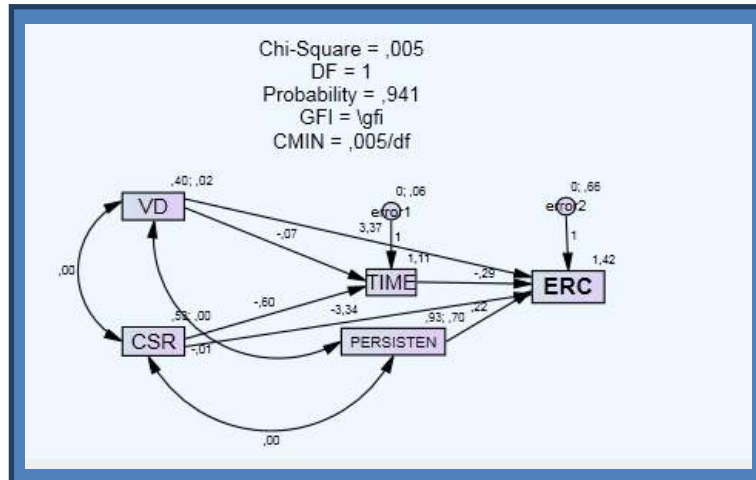 Chi-Square = ,005
DF = 1
Probability = ,941
GFI = \gfi
CMIN = ,005/df
,40; ,02
VD
0; ,06
error1
0; ,66
error2
3,37
1
1
-,07
1,11
1,42
TIME
-,29
ERC
,00
-,60
,53; ,00
-3,34
,93; ,70
,22
CSR
-,01
PERSISTEN
,00